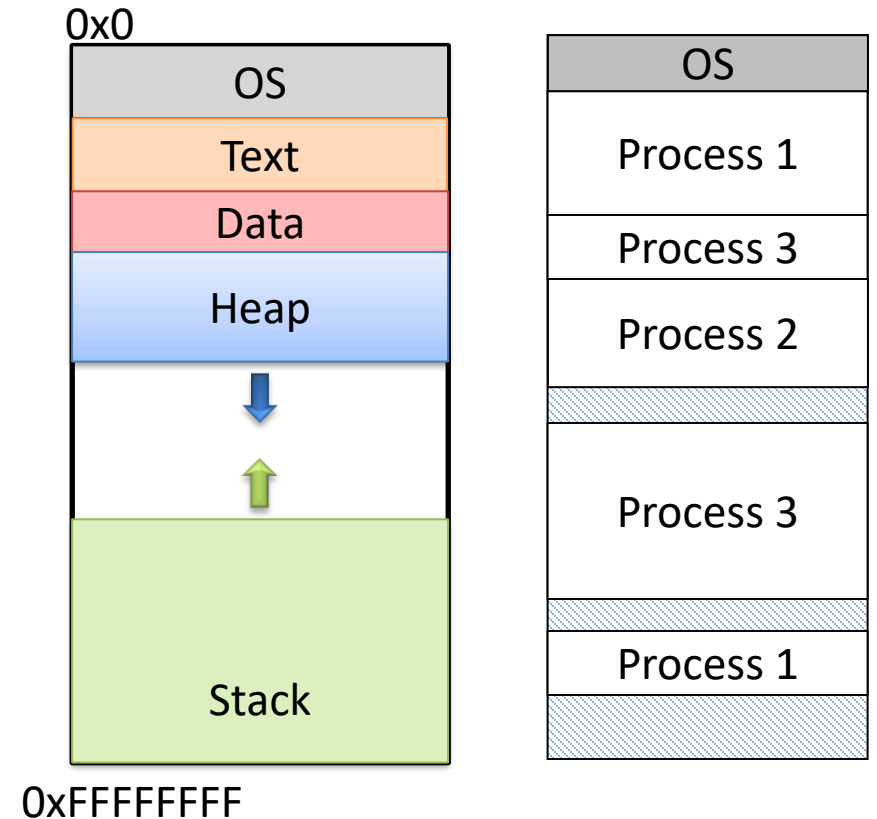 0x0
OS
Text
Data
Heap
Stack
0xFFFFFFFF
OS
Process 1
Process 3
Process 2
Process 3
Process 1